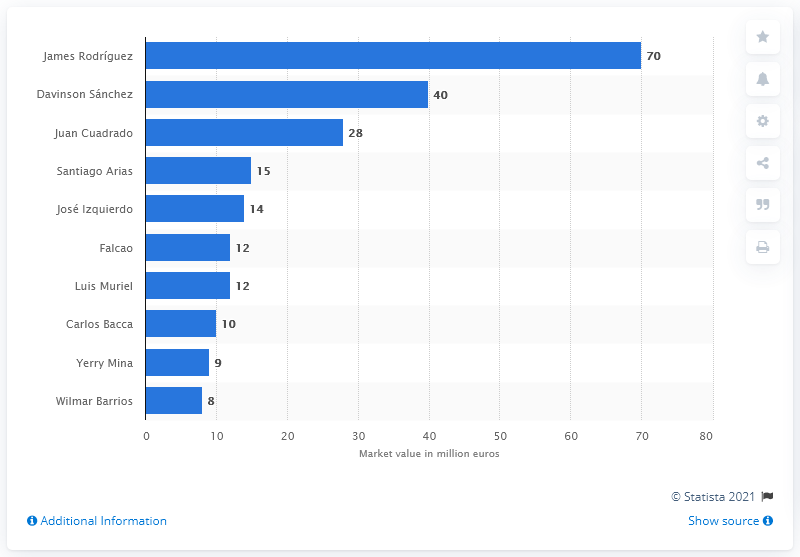 James Rodríguez 70
Davinson Sánchez 40
Juan Cuadrado 28
Santiago Arias 15
José Izquierdo 14
Falcao 12
Luis Muriel 12
Carlos Bacca 10
Yerry Mina 9
Wilmar Barrios 8
0 10 20 30 40 50 60 70 80
Market value in million euros
© Statista 2021
Additional Information Show source